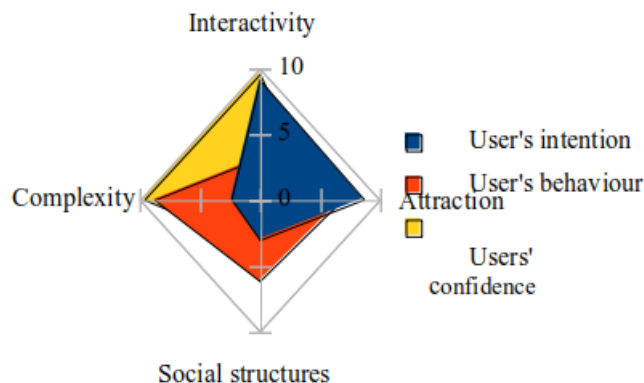 Interactivity
10
5
User's intention
User's behaviour
Complexity
0
Attraction
Users'
confidence
Social structures